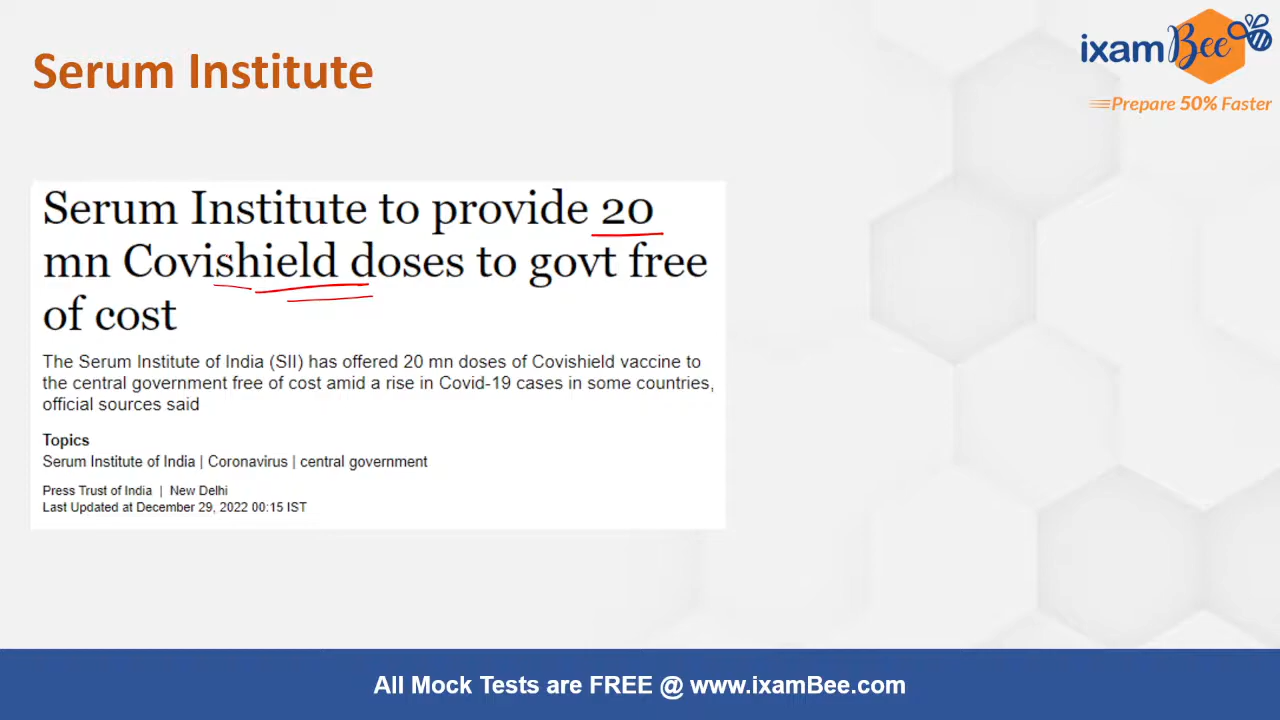 Serum Institute
ixamBee
Prepare 50% Faster
Serum Institute to provide 20
mn Covishield doses to govt free
of cost
The Serum Institute of India (SII) has offered 20 mn doses of Covishield vaccine to
the central government free of cost amid a rise in Covid-19 cases in some countries,
official sources said
Topics
Serum Institute of India | Coronavirus | central government
Press Trust of India | New Delhi
Last Updated at December 29, 2022 00:15 IST
All Mock Tests are FREE @ www.ixamBee.com